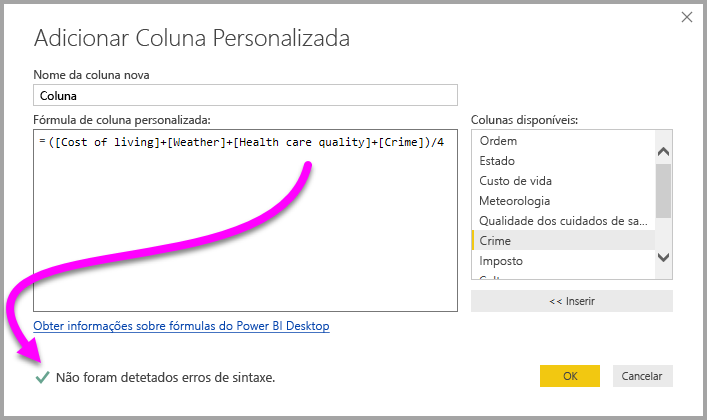 Adicionar Coluna Personalizada
Nome da coluna nova
Coluna
Fórmula de coluna personalizada:
=([Cost of living]+[Weather]+[Health care quality]+[Crime])/4
Colunas disponíveis:
Ordem
Estado
Custo de vida
Meteorologia
Qualidade dos cuidados de sa...
Crime
Imposto
<< Inserir
Obter informações sobre fórmulas do Power BI Desktop
Não foram detetados erros de sintaxe.
OK
Cancelar